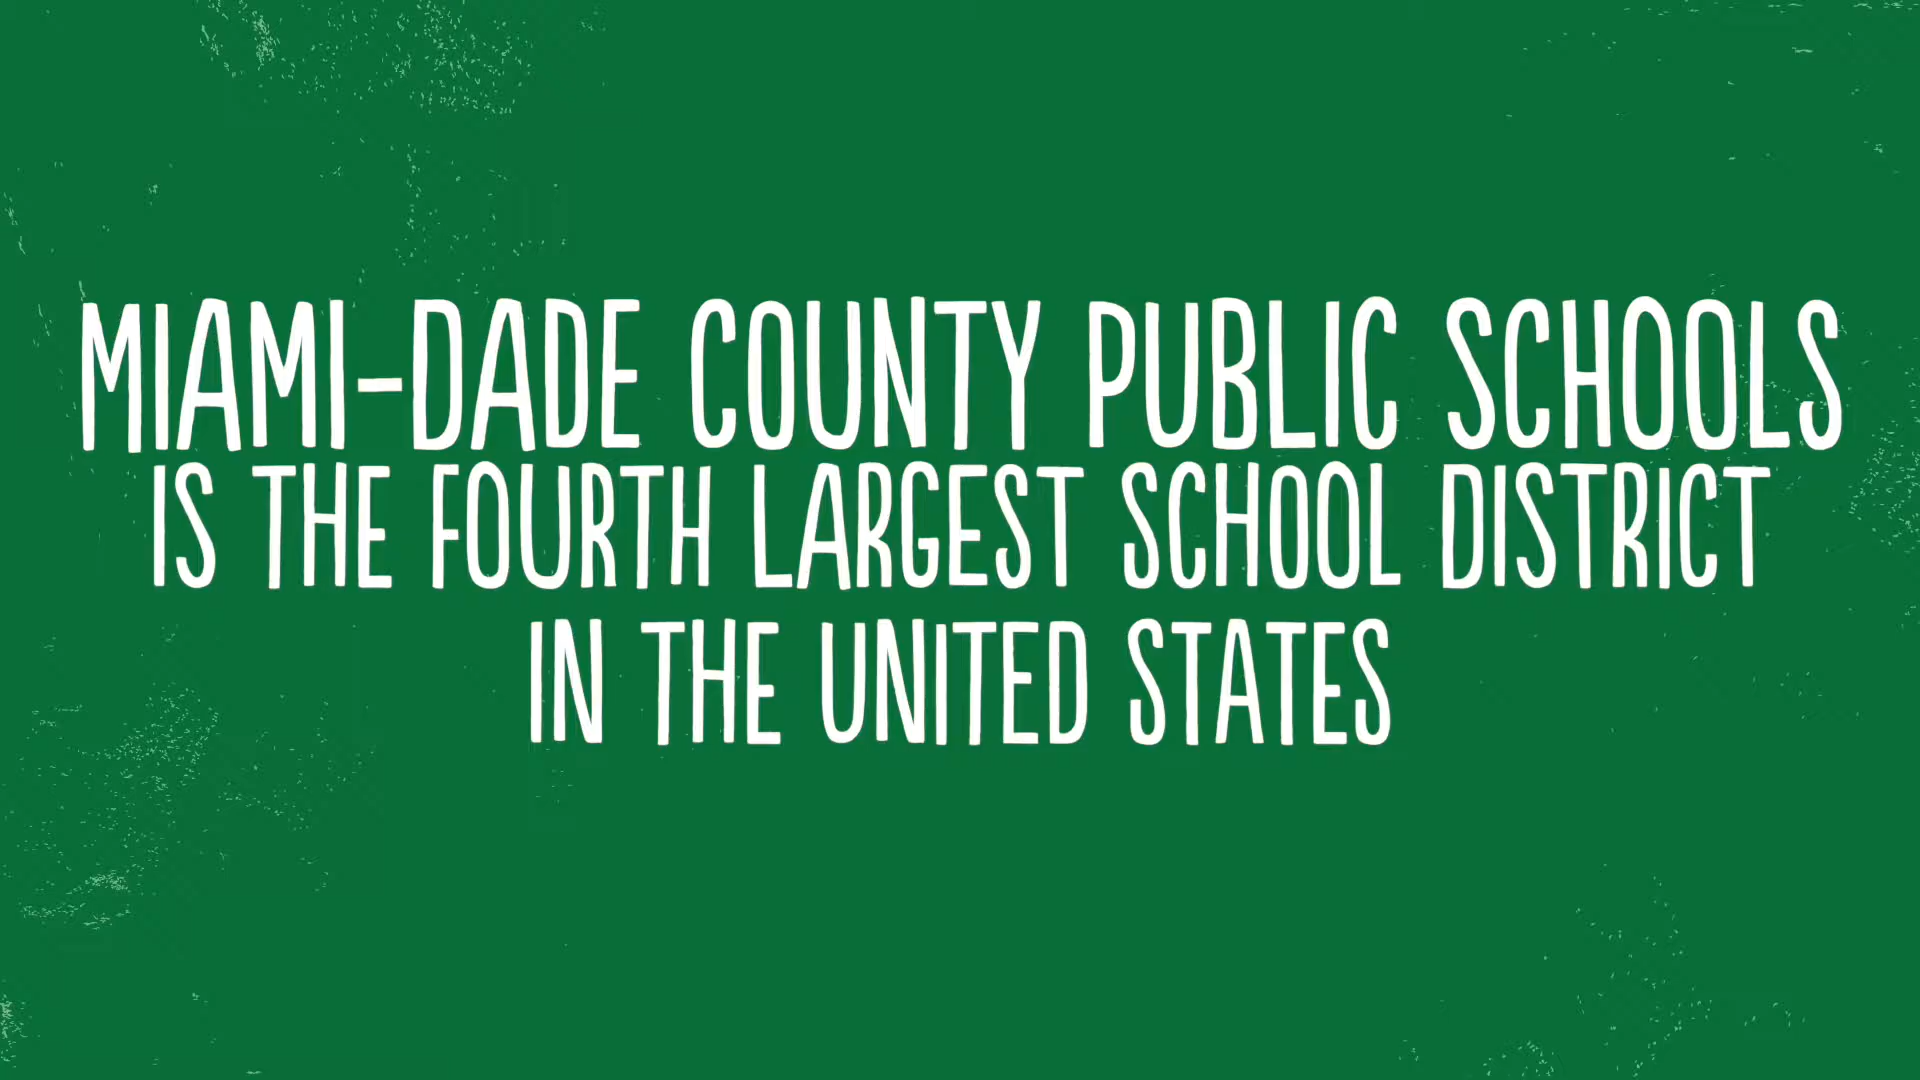 MIAMI-DADE COUNTY PUBLIC SCHOOLS
IS THE FOURTH LARGEST SCHOOL DISTRICT
IN THE UNITED STATES